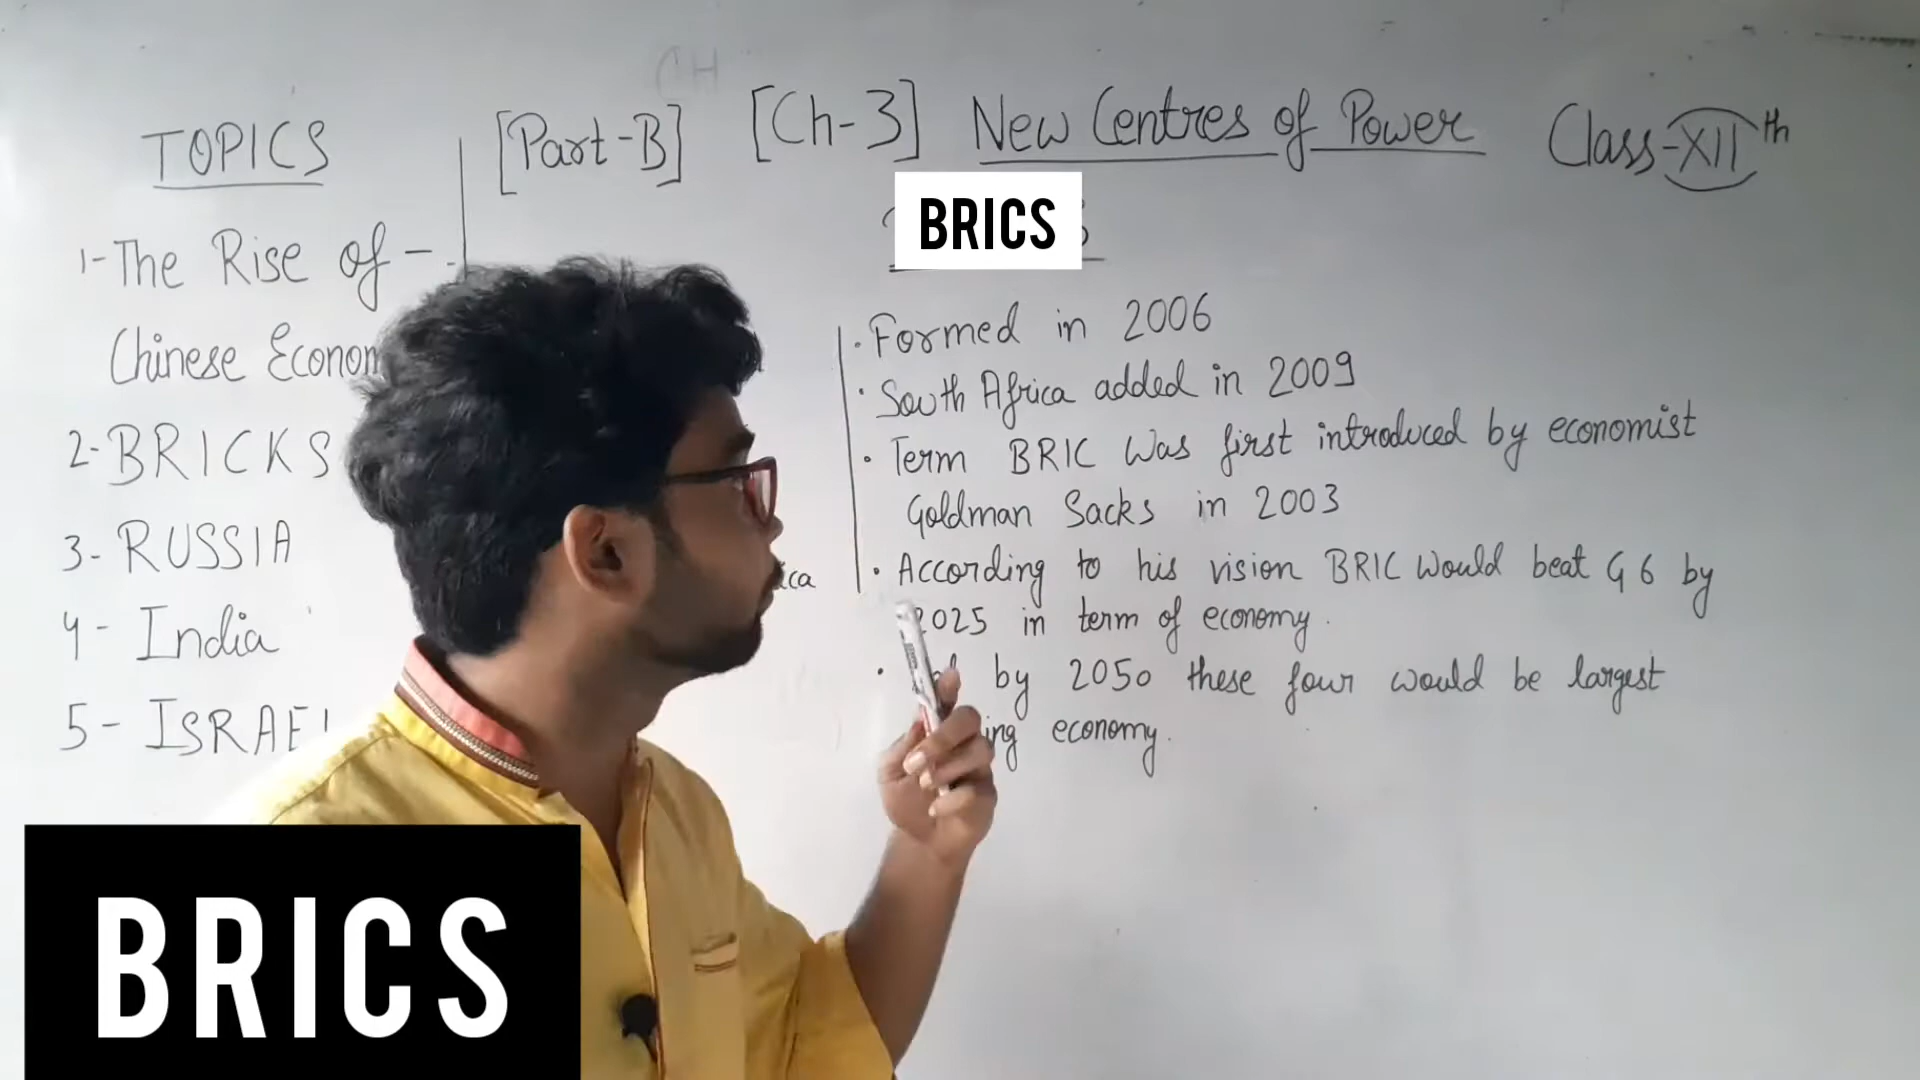 CH
TOPICS
[Part-B] [Ch-3] New Centres of Power Class-XIIth
BRICS
1-The Rise of -
Chinese
2-BRICKS
3-RUSSIA
4-India
5-
· Formed in 2006
· South Africa added in 2009
· Term BRIC Was first introduced by economist
Goldman Sacks in 2003
· According to his vision BRIC would beat G6 by
2025 in term of economy.
· by 2050 these four would be largest
economy.
BRICS